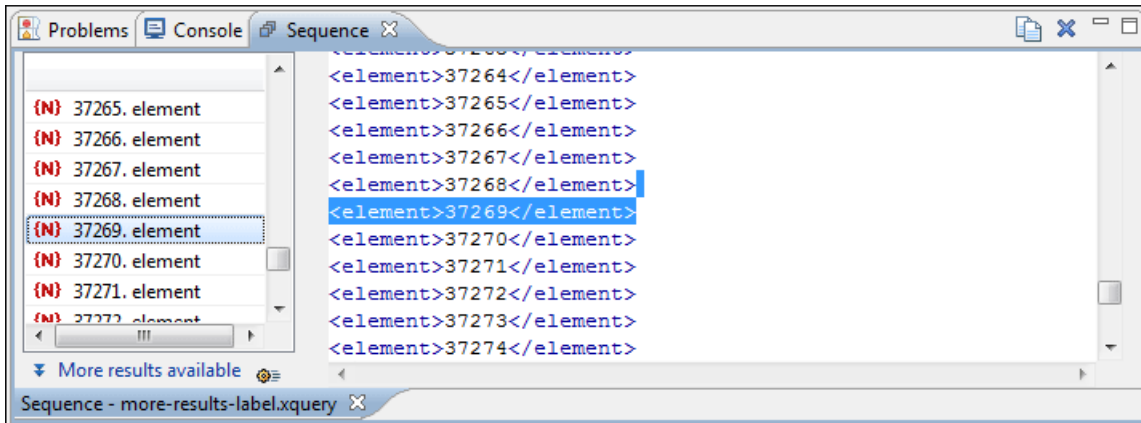 Problems Console Sequence
{N} 37265. element
{N} 37266. element
{N} 37267. element
{N} 37268. element
{N} 37269. element
{N} 37270. element
{N} 37271. element
{N} 37272. element
More results available
<element>37264</element>
<element>37265</element>
<element>37266</element>
<element>37267</element>
<element>37268</element>
<element>37269</element>
<element>37270</element>
<element>37271</element>
<element>37272</element>
<element>37273</element>
<element>37274</element>
Sequence - more-results-label.xquery